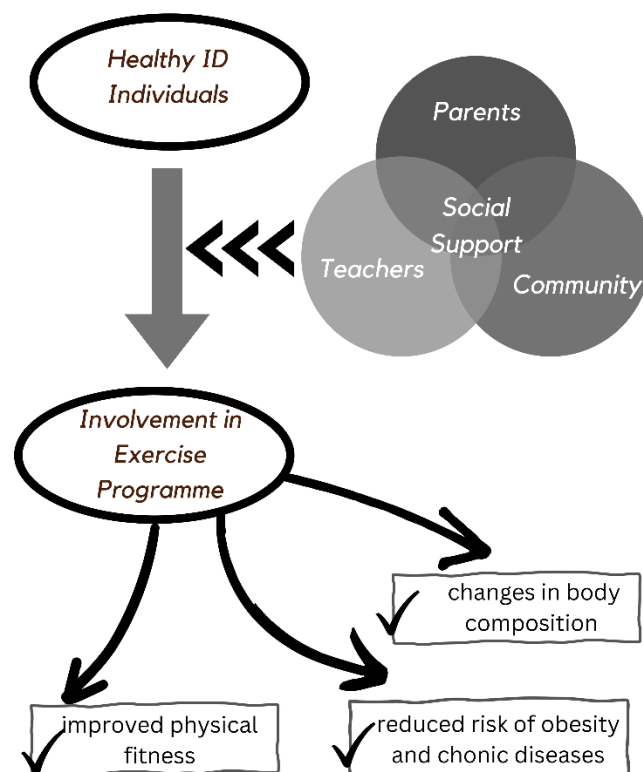 Healthy ID
Individuals
Parents
Social
Support
Teachers
Community
Involvement in
Exercise
Programme
changes in body
composition
improved physical
fitness
reduced risk of obesity
and chonic diseases